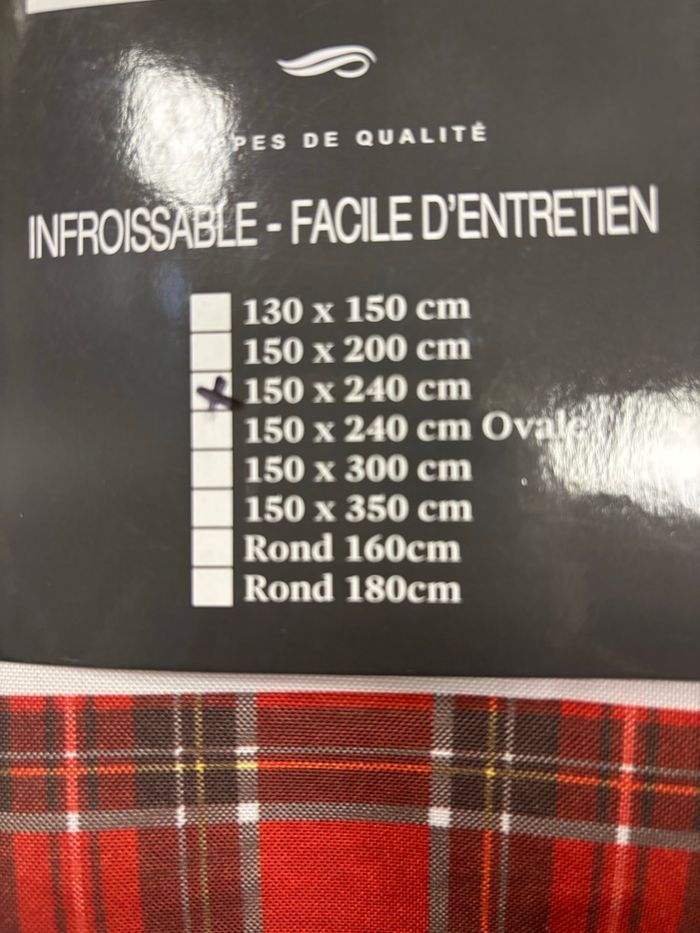 NAPPES DE QUALITÉ
INFROISSABLE - FACILE D'ENTRETIEN
130 x 150 cm
150 x 200 cm
X 150 x 240 cm
150 x 240 cm Ovale
150 x 300 cm
150 x 350 cm
Rond 160cm
Rond 180cm